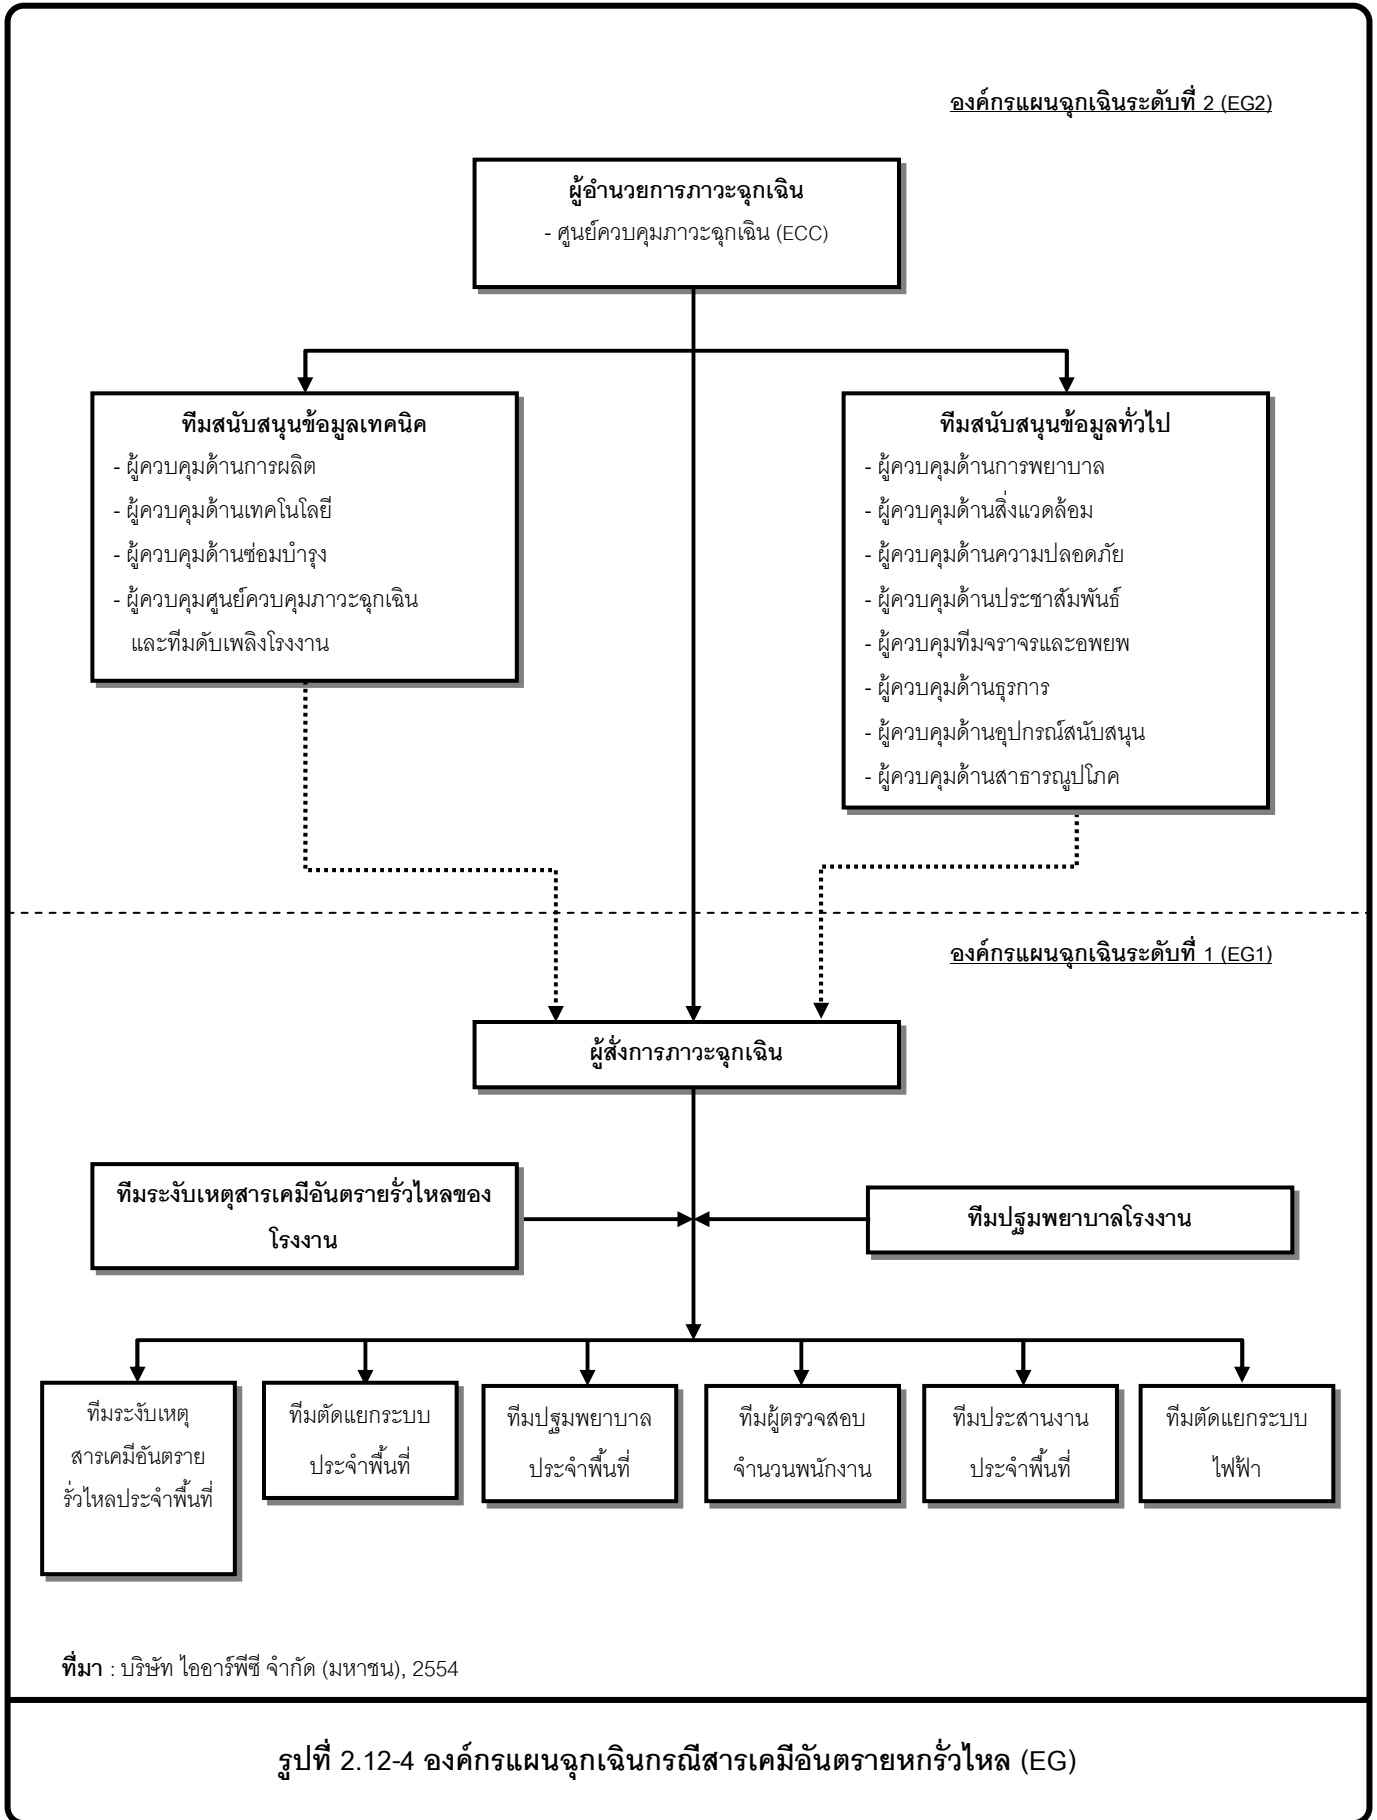 องค์กรแผนฉุกเฉินระดับที่ 2 (EG2)
ผู้อำนวยการภาวะฉุกเฉิน
- ศูนย์ควบคุมภาวะฉุกเฉิน (ECC)
ทีมสนับสนุนข้อมูลเทคนิค
- ผู้ควบคุมด้านการผลิต
- ผู้ควบคุมด้านเทคโนโลยี
- ผู้ควบคุมด้านซ่อมบำรุง
- ผู้ควบคุมศูนย์ควบคุมภาวะฉุกเฉิน
และทีมดับเพลิงโรงงาน
ทีมสนับสนุนข้อมูลทั่วไป
- ผู้ควบคุมด้านการพยาบาล
- ผู้ควบคุมด้านสิ่งแวดล้อม
- ผู้ควบคุมด้านความปลอดภัย
- ผู้ควบคุมด้านประชาสัมพันธ์
- ผู้ควบคุมทีมจราจรและอพยพ
- ผู้ควบคุมด้านธุรการ
- ผู้ควบคุมด้านอุปกรณ์สนับสนุน
- ผู้ควบคุมด้านสาธารณูปโภค
องค์กรแผนฉุกเฉินระดับที่ 1 (EG1)
ผู้สั่งการภาวะฉุกเฉิน
ทีมระงับเหตุสารเคมีอันตรายรั่วไหลของ
โรงงาน
ทีมปฐมพยาบาลโรงงาน
ทีมระงับเหตุ
สารเคมีอันตราย
รั่วไหลประจำพื้นที่
ทีมตัดแยกระบบ
ประจำพื้นที่
ทีมปฐมพยาบาล
ประจำพื้นที่
ทีมผู้ตรวจสอบ
จำนวนพนักงาน
ทีมประสานงาน
ประจำพื้นที่
ทีมตัดแยกระบบ
ไฟฟ้า
ที่มา : บริษัท ไออาร์พีซี จำกัด (มหาชน), 2554
รูปที่ 2.12-4 องค์กรแผนฉุกเฉินกรณีสารเคมีอันตรายหกรั่วไหล (EG)